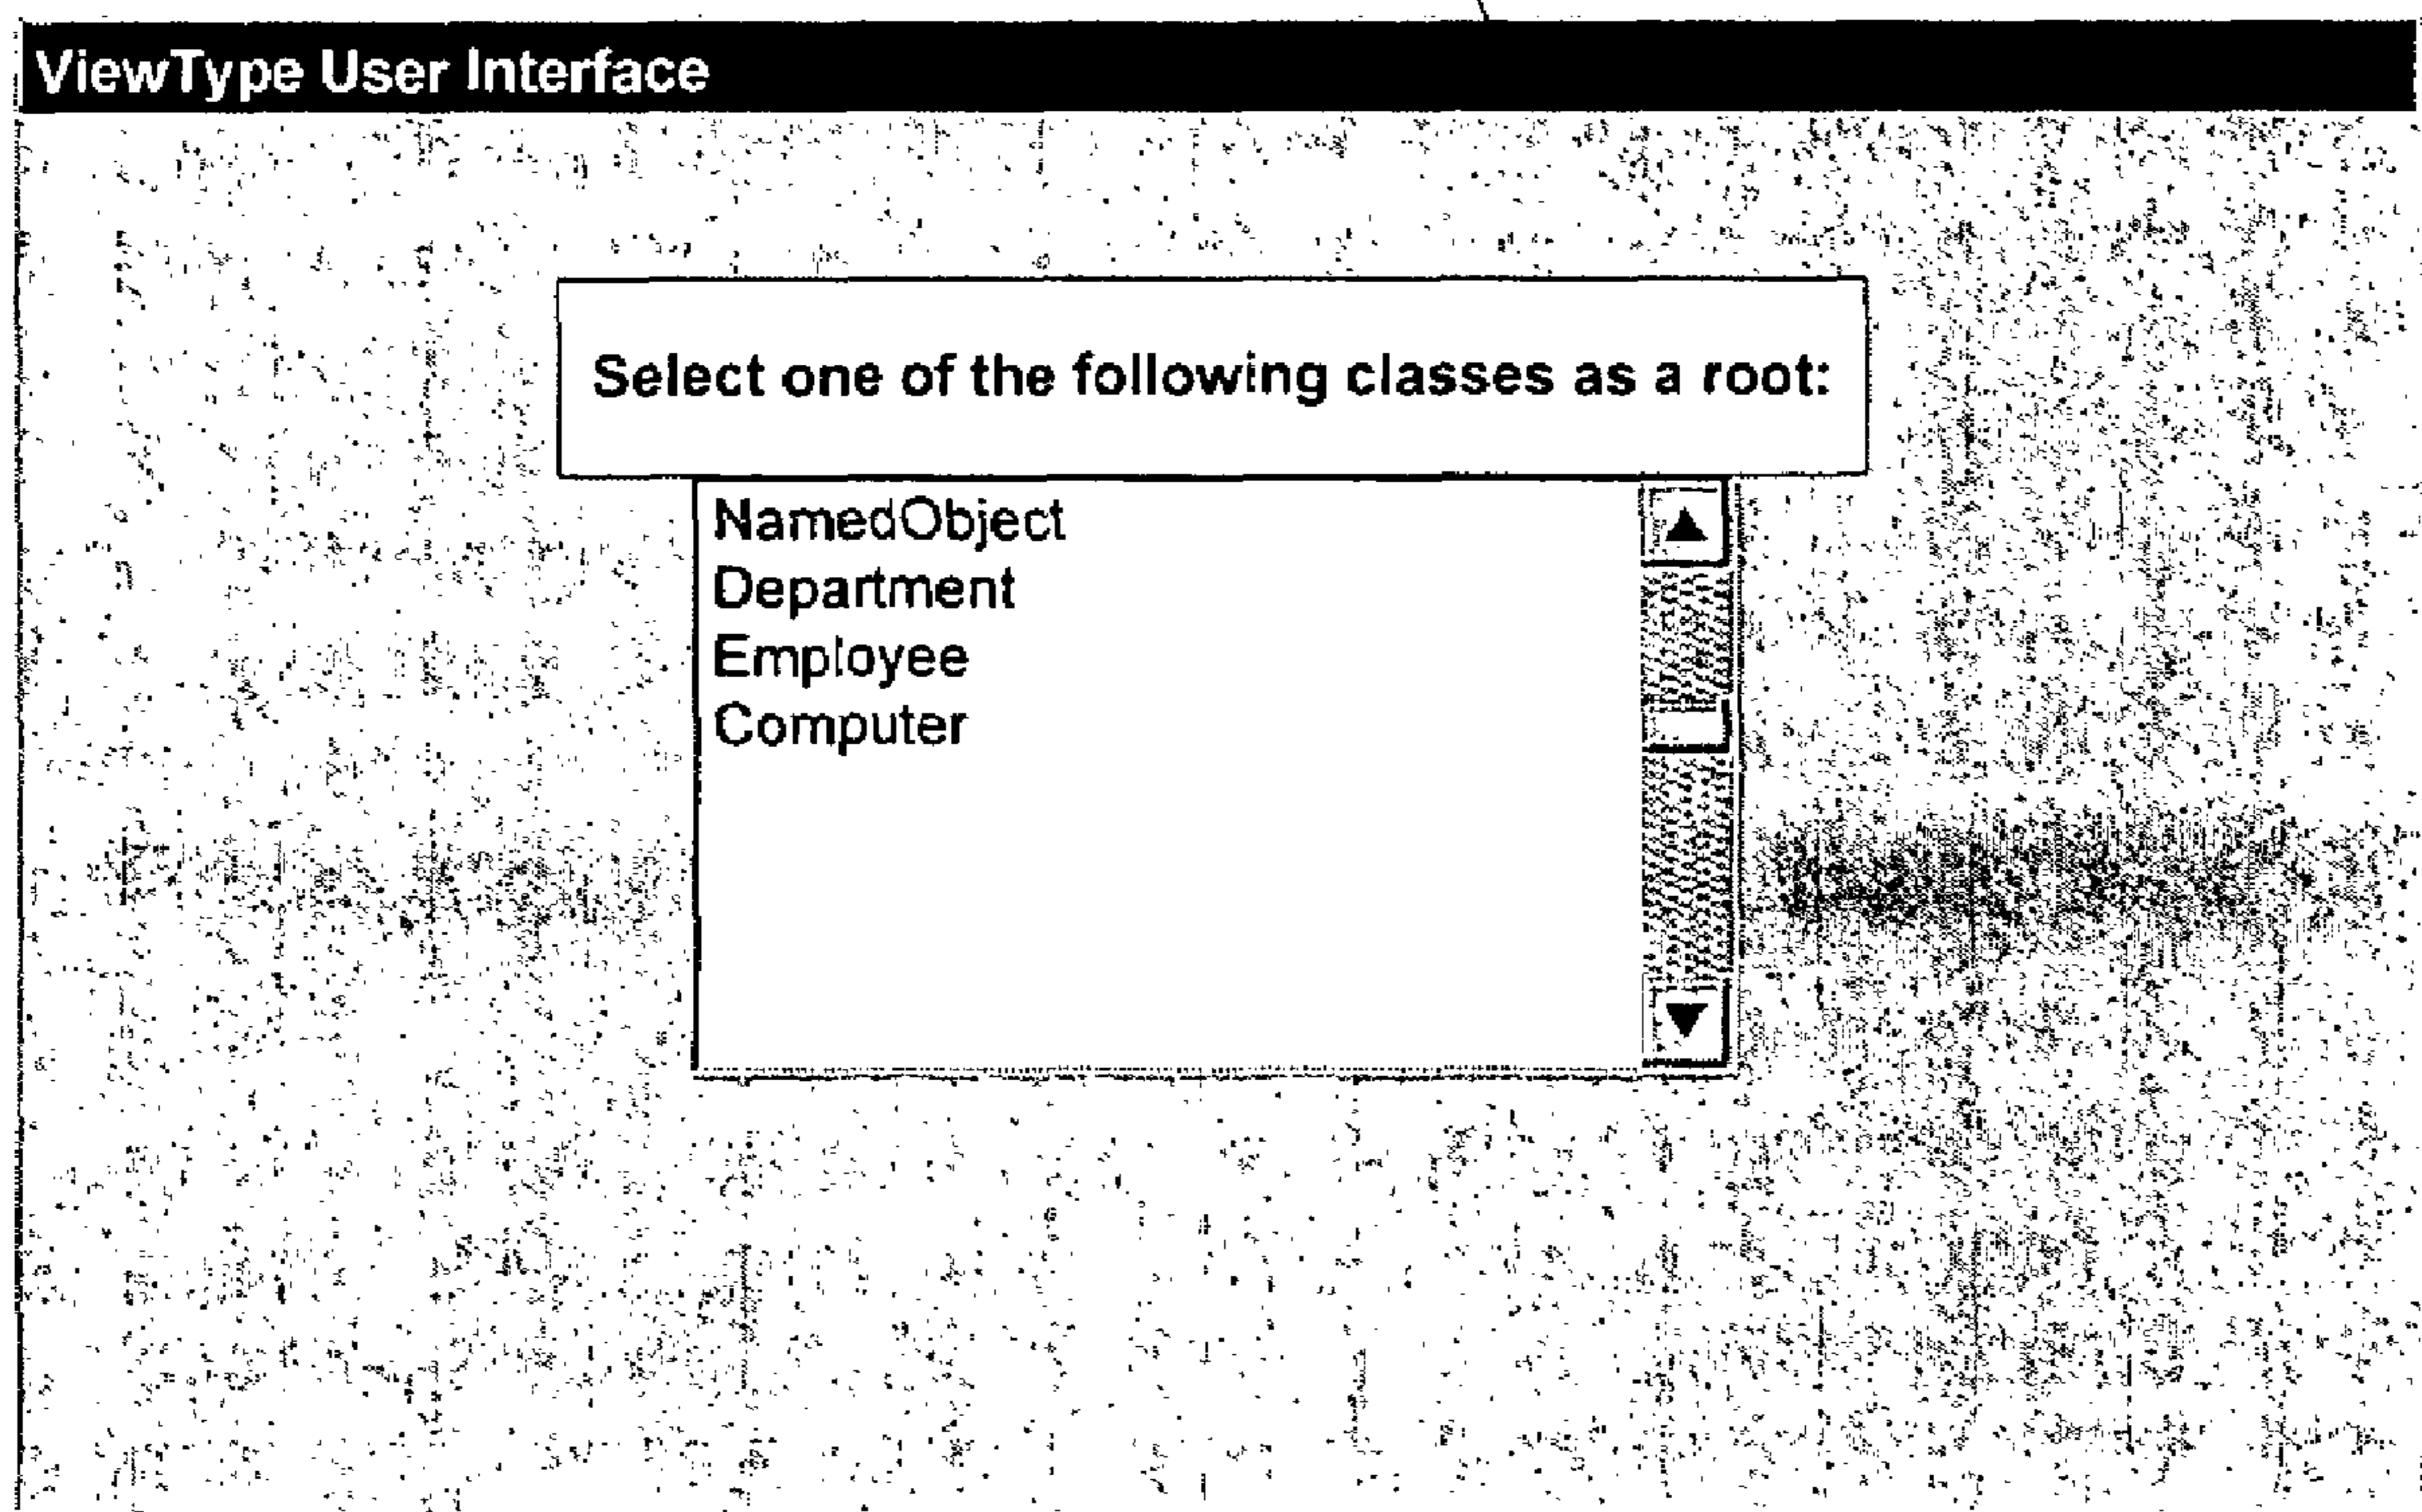 ViewType User Interface
Select one of the following classes as a root:
NamedObject
Department
Employee
Computer